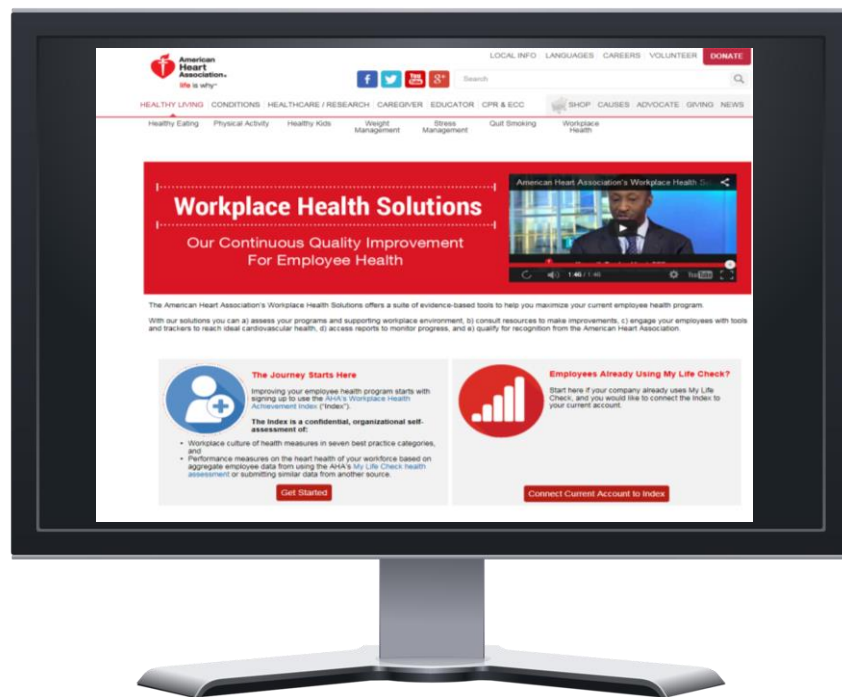 American
Heart
Association®
life is why™
LOCAL INFO LANGUAGES CAREERS VOLUNTEER DONATE
f You Tube g+ Search
HEALTHY LIVING CONDITIONS HEALTHCARE / RESEARCH CAREGIVER EDUCATOR CPR & ECC SHOP CAUSES ADVOCATE GIVING NEWS
Healthy Eating Physical Activity Healthy Kids Weight Management Stress Management Quit Smoking Workplace Health
Workplace Health Solutions
Our Continuous Quality Improvement
For Employee Health
American Heart Association's Workplace Health
1:46 / 1:46 YouTube
The American Heart Association's Workplace Health Solutions offers a suite of evidence-based tools to help you maximize your current employee health program.
With our solutions you can a) assess your programs and supporting workplace environment, b) consult resources to make improvements, c) engage your employees with tools
and trackers to reach ideal cardiovascular health, d) access reports to monitor progress, and e) qualify for recognition from the American Heart Association.
The Journey Starts Here
Improving your employee health program starts with
signing up to use the AHA's Workplace Health
Achievement Index ("Index").
The Index is a confidential, organizational self-
assessment of:
• Workplace culture of health measures in seven best practice categories,
and
• Performance measures on the heart health of your workforce based on
aggregate employee data from using the AHA's My Life Check health
assessment or submitting similar data from another source.
Get Started
Employees Already Using My Life Check?
Start here if your company already uses My Life
Check, and you would like to connect the Index to
your current account.
Connect Current Account to Index